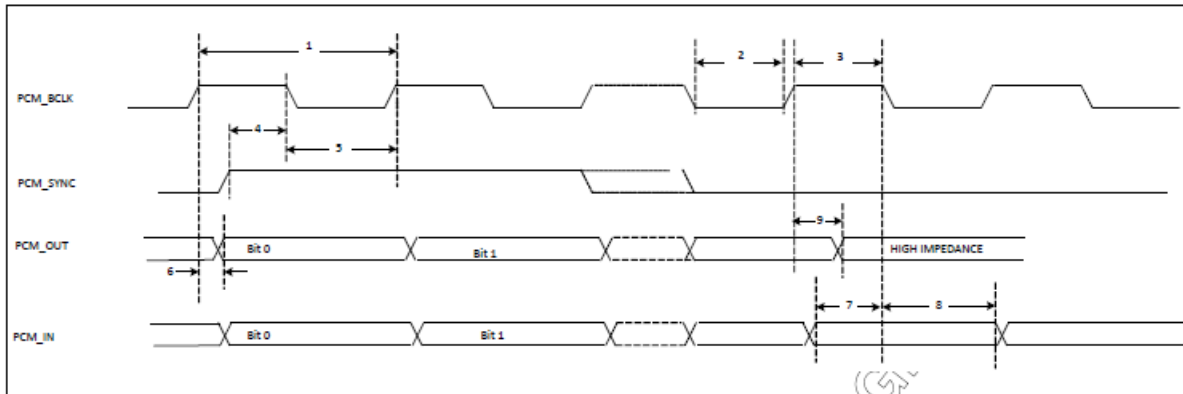 1
2
3
PCM_BCLK
4
5
PCM_SYNC
9
PCM_OUT
Bit 0
Bit 1
HIGH IMPEDANCE
6
7
8
PCM_IN
Bit 0
Bit 1